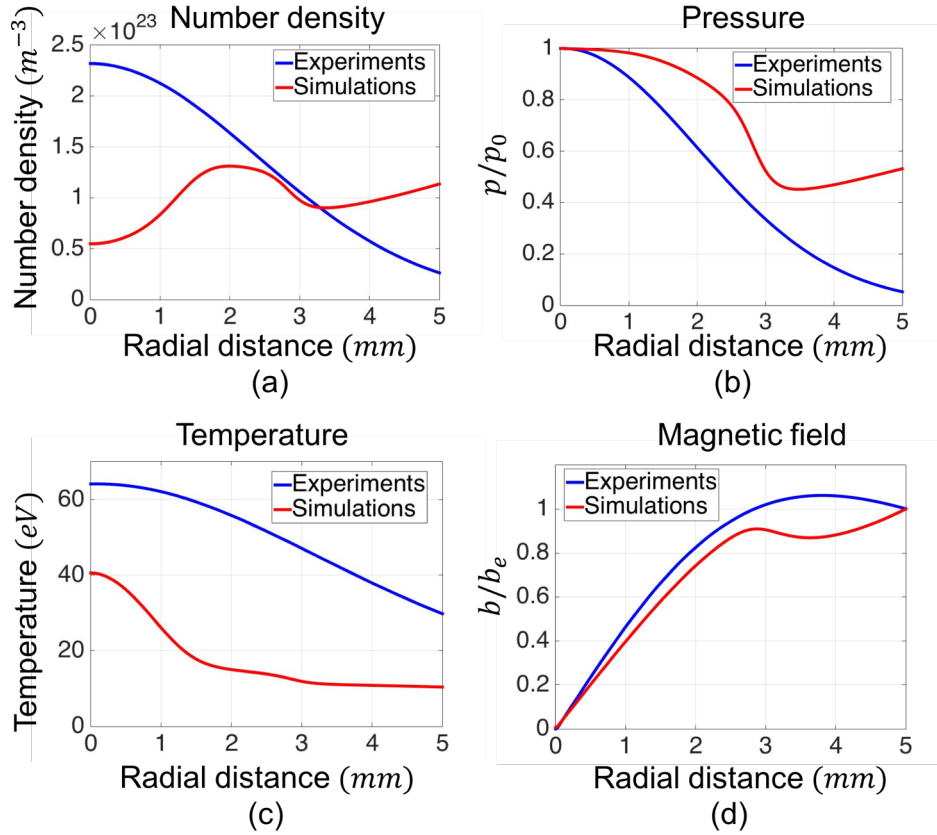 Number density
× 10^23
Number density (m^−3)
2.5
2
1.5
1
0.5
0
Experiments
Simulations
0 1 2 3 4 5
Radial distance (mm)
(a)
Pressure
p/p_0
1
0.8
0.6
0.4
0.2
0
Experiments
Simulations
0 1 2 3 4 5
Radial distance (mm)
(b)
Temperature
Temperature (eV)
60
40
20
0
Experiments
Simulations
0 1 2 3 4 5
Radial distance (mm)
(c)
Magnetic field
b/b_e
1
0.8
0.6
0.4
0.2
0
Experiments
Simulations
0 1 2 3 4 5
Radial distance (mm)
(d)